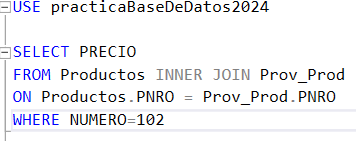 USE practicaBaseDeDatos2024
SELECT PRECIO
FROM Productos INNER JOIN Prov_Prod
ON Productos.PNRO = Prov_Prod.PNRO
WHERE NUMERO=102